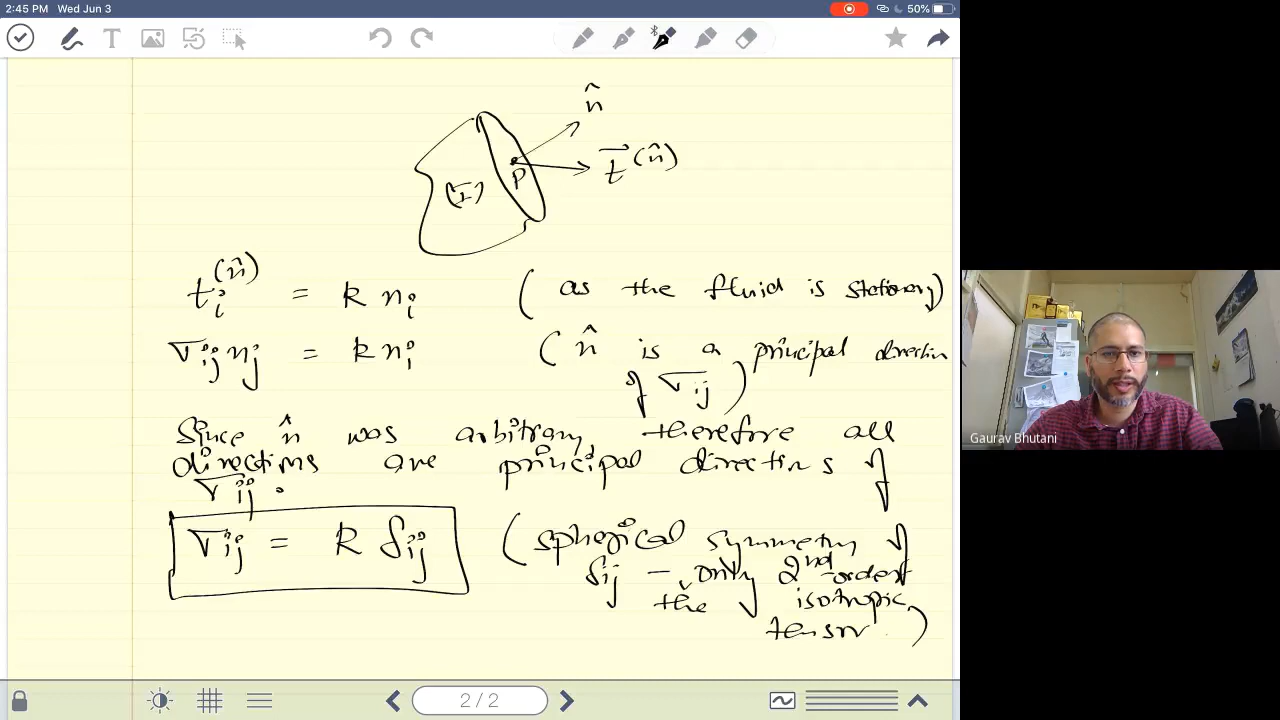 2:45 PM Wed Jun 3
50%
T
n̂
t⃗ (n̂)
P
(I)
t_i^(n̂) = k n_i (as the fluid is stationary)
σ_ij n_j = k n_i (n̂ is a principal direction
of σ_ij)
Since n̂ was arbitrary, therefore all
directions are principal directions of
σ_ij.
σ_ij = k δ_ij (spherical symmetry of
δ_ij – only 2nd-order
the isotropic
tensor.)
Gaurav Bhutani
2 / 2